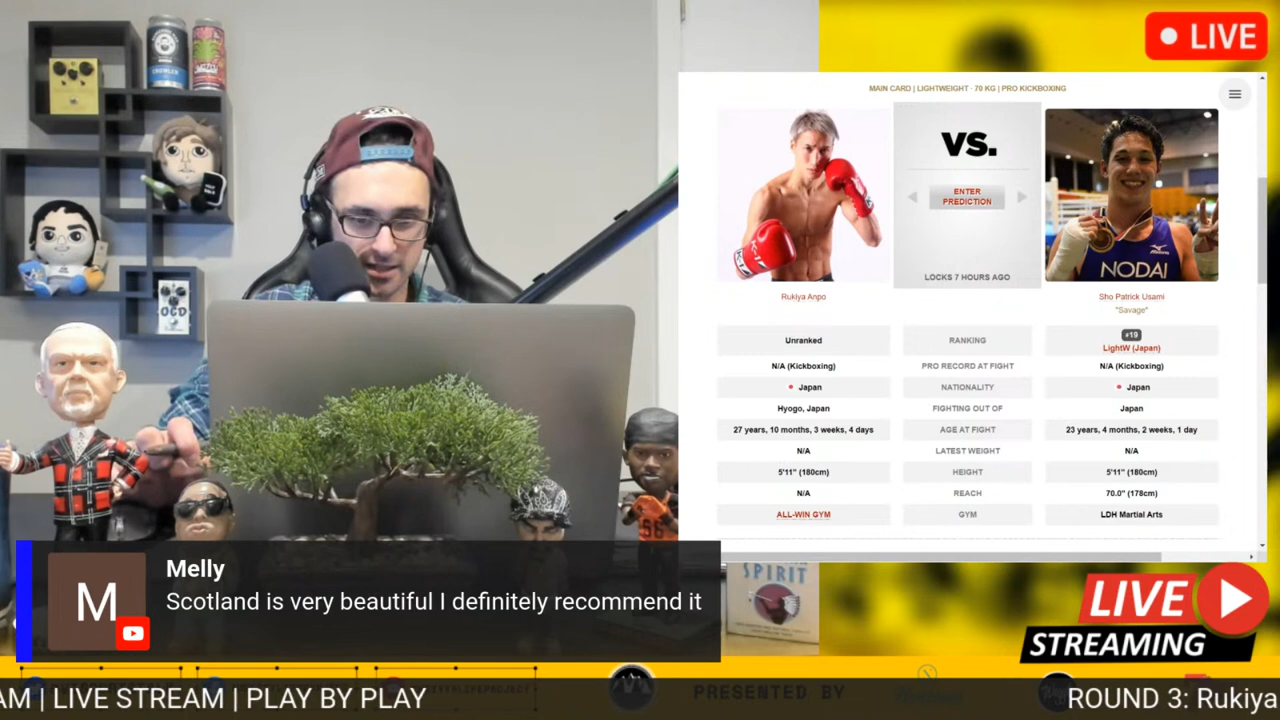 LIVE
MAIN CARD | LIGHTWEIGHT · 70 KG | PRO KICKBOXING
VS.
ENTER
PREDICTION
LOCKS 7 HOURS AGO
NODAI
Rukiya Anpo
Sho Patrick Usami
"Savage"
Unranked
RANKING
#19
LightW (Japan)
N/A (Kickboxing)
PRO RECORD AT FIGHT
N/A (Kickboxing)
Japan
NATIONALITY
Japan
Hyogo, Japan
FIGHTING OUT OF
Japan
27 years, 10 months, 3 weeks, 4 days
AGE AT FIGHT
23 years, 4 months, 2 weeks, 1 day
N/A
LATEST WEIGHT
N/A
5'11" (180cm)
HEIGHT
5'11" (180cm)
N/A
REACH
70.0" (178cm)
ALL-WIN GYM
GYM
LDH Martial Arts
CROWLER
OCD
SPIRIT
M
Melly
Scotland is very beautiful I definitely recommend it
LIVE
STREAMING
PRESENTED BY
AM | LIVE STREAM | PLAY BY PLAY
ROUND 3: Rukiya